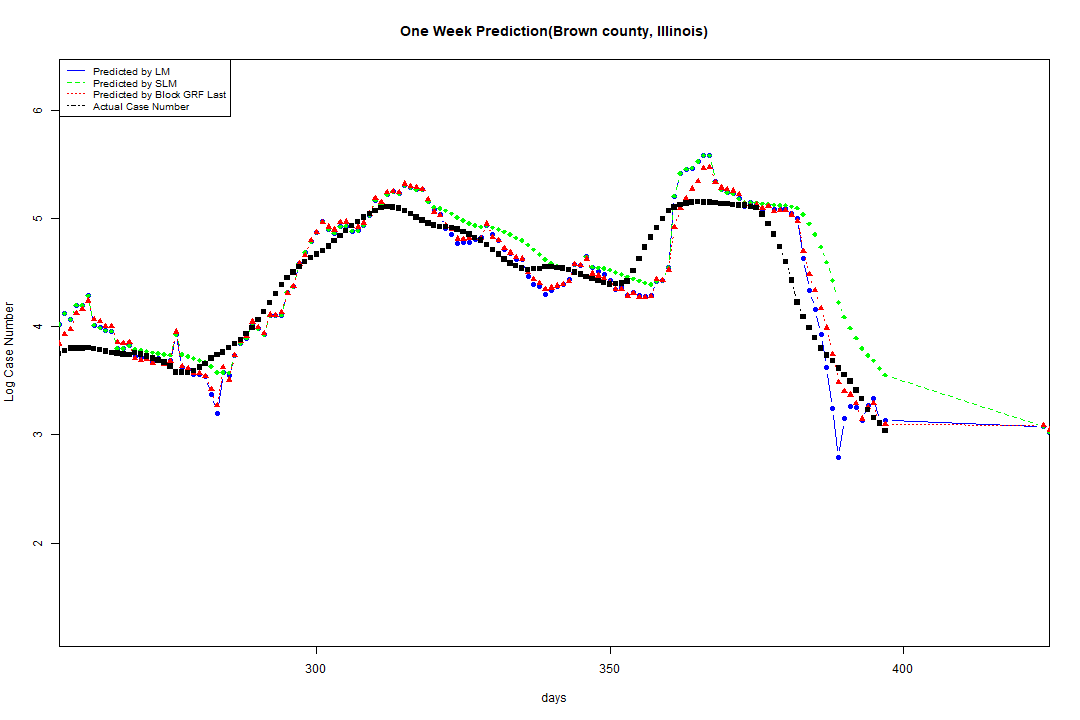 One Week Prediction(Brown county, Illinois)
Predicted by LM
Predicted by SLM
Predicted by Block GRF Last
Actual Case Number
6
5
4
3
2
Log Case Number
300 350 400
days